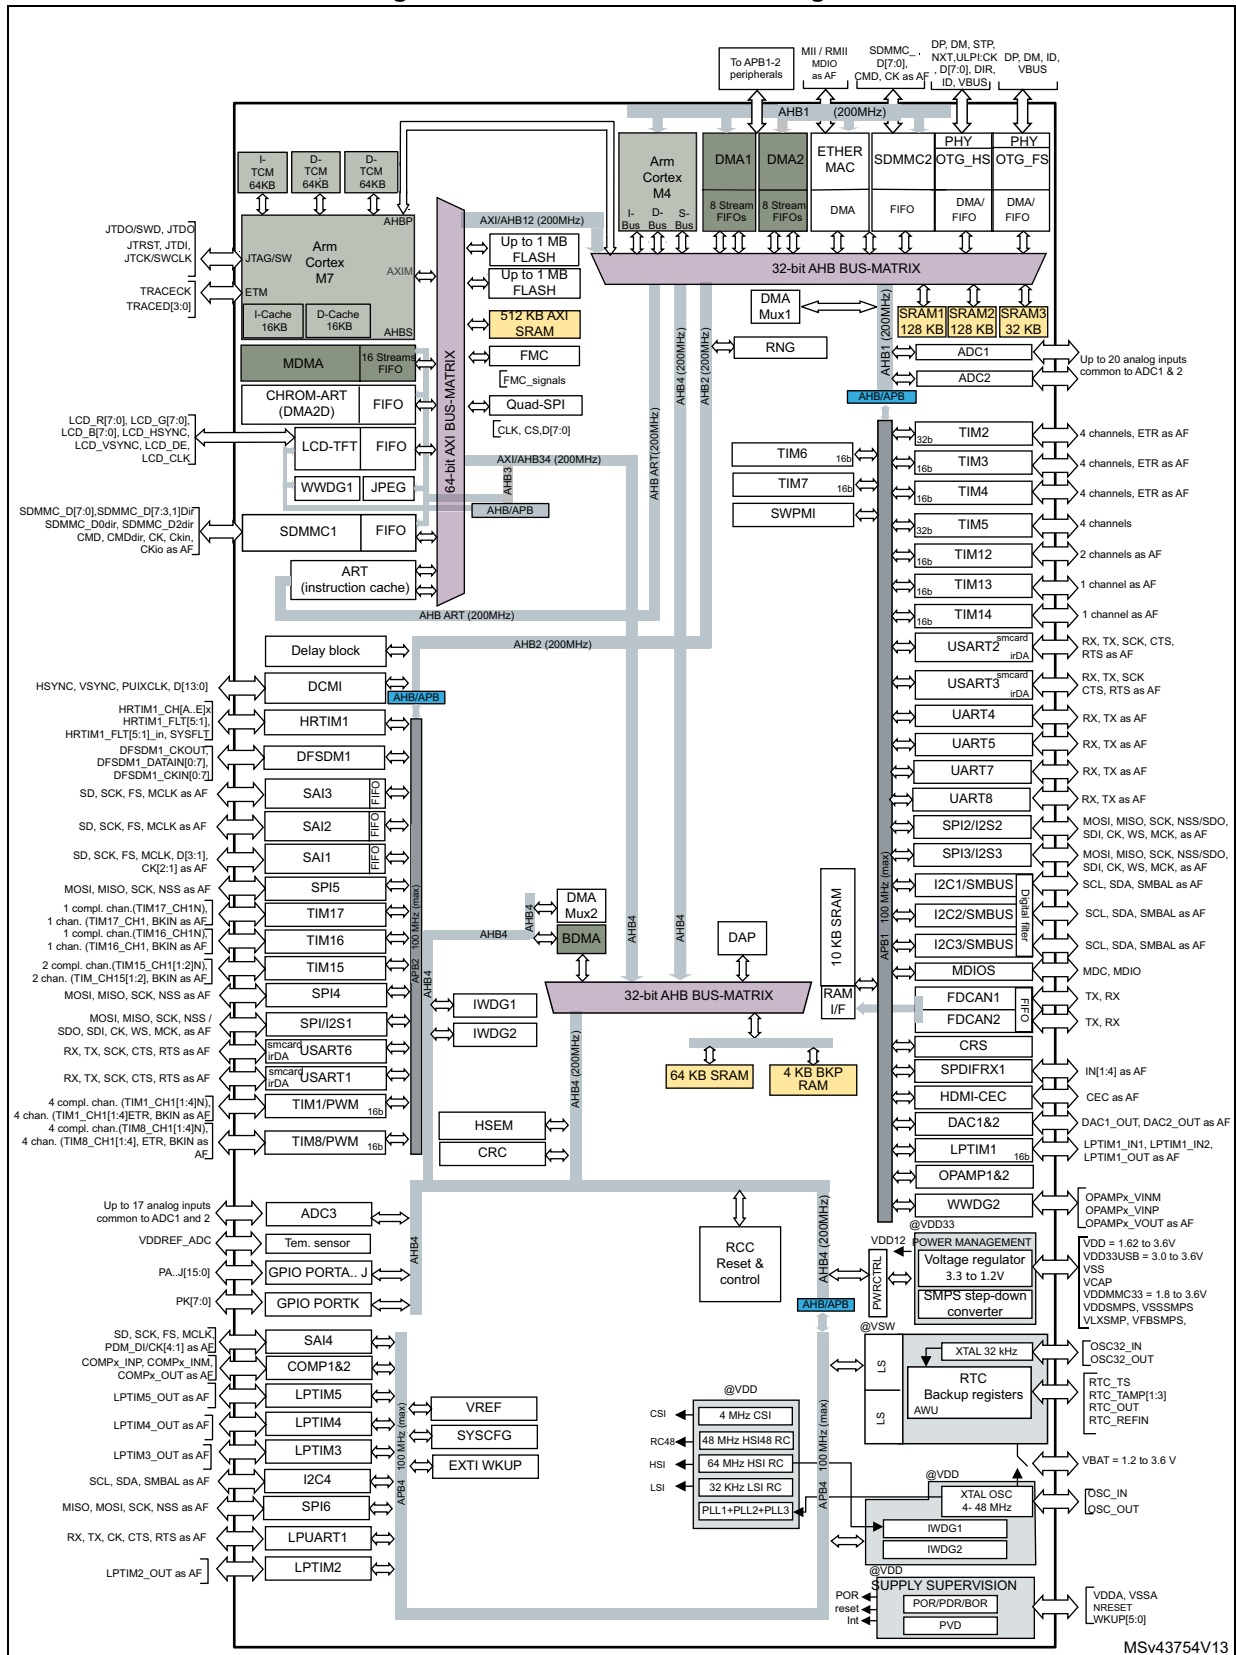 To APB1-2
peripherals
MII / RMII
MDIO
as AF
SDMMC_
D[7:0],
CMD, CK as AF
DP, DM, STP,
NXT,ULPI:CK
, D[7:0], DIR,
ID, VBUS
DP, DM, ID,
VBUS
AHB1 (200MHz)
I-
TCM
64KB
D-
TCM
64KB
D-
TCM
64KB
Arm
Cortex
M4
I-
Bus
D-
Bus
S-
Bus
DMA1
8 Stream
FIFOs
DMA2
8 Stream
FIFOs
ETHER
MAC
DMA
SDMMC2
FIFO
PHY
OTG_HS
DMA/
FIFO
PHY
OTG_FS
DMA/
FIFO
AHBP
JTDO/SWD, JTDO
JTRST, JTDI,
JTCK/SWCLK
JTAG/SW
Arm
Cortex
M7
AXIM
TRACECK
TRACED[3:0]
ETM
I-Cache
16KB
D-Cache
16KB
AHBS
AXI/AHB12 (200MHz)
Up to 1 MB
FLASH
Up to 1 MB
FLASH
512 KB AXI
SRAM
FMC
FMC_signals
Quad-SPI
CLK, CS,D[7:0]
64-bit AXI BUS-MATRIX
32-bit AHB BUS-MATRIX
DMA
Mux1
RNG
SRAM1
128 KB
SRAM2
128 KB
SRAM3
32 KB
AHB1 (200MHz)
AHB4 (200MHz)
AHB2 (200MHz)
AHB ART(200MHz)
ADC1
ADC2
Up to 20 analog inputs
common to ADC1 & 2
AHB/APB
MDMA
16 Streams
FIFO
CHROM-ART
(DMA2D)
FIFO
LCD_R[7:0], LCD_G[7:0],
LCD_B[7:0], LCD_HSYNC,
LCD_VSYNC, LCD_DE,
LCD_CLK
LCD-TFT
FIFO
WWDG1
JPEG
AXI/AHB34 (200MHz)
AHB3
AHB/APB
SDMMC_D[7:0],SDMMC_D[7:3,1]Dir
SDMMC_D0dir, SDMMC_D2dir
CMD, CMDdir, CK, Ckin,
CKio as AF
SDMMC1
FIFO
ART
(instruction cache)
AHB ART (200MHz)
AHB2 (200MHz)
TIM6
16b
TIM7
16b
SWPMI
TIM2
32b
4 channels, ETR as AF
TIM3
16b
4 channels, ETR as AF
TIM4
16b
4 channels, ETR as AF
TIM5
32b
4 channels
TIM12
16b
2 channels as AF
TIM13
16b
1 channel as AF
TIM14
16b
1 channel as AF
USART2
smcard
irDA
RX, TX, SCK, CTS,
RTS as AF
USART3
smcard
irDA
RX, TX, SCK
CTS, RTS as AF
UART4
RX, TX as AF
UART5
RX, TX as AF
UART7
RX, TX as AF
UART8
RX, TX as AF
SPI2/I2S2
MOSI, MISO, SCK, NSS/SDO,
SDI, CK, WS, MCK, as AF
SPI3/I2S3
MOSI, MISO, SCK, NSS/SDO,
SDI, CK, WS, MCK, as AF
I2C1/SMBUS
SCL, SDA, SMBAL as AF
I2C2/SMBUS
SCL, SDA, SMBAL as AF
I2C3/SMBUS
SCL, SDA, SMBAL as AF
Digital filter
MDIOS
MDC, MDIO
FDCAN1
TX, RX
FDCAN2
TX, RX
FIFO
CRS
SPDIFRX1
IN[1:4] as AF
HDMI-CEC
CEC as AF
DAC1&2
DAC1_OUT, DAC2_OUT as AF
LPTIM1
16b
LPTIM1_IN1, LPTIM1_IN2,
LPTIM1_OUT as AF
OPAMP1&2
WWDG2
OPAMPx_VINM
OPAMPx_VINP
OPAMPx_VOUT as AF
APB1 100 MHz (max)
10 KB SRAM
RAM
I/F
Delay block
HSYNC, VSYNC, PUIXCLK, D[13:0]
DCMI
AHB/APB
HRTIM1_CH[A..E]x
HRTIM1_FLT[5:1],
HRTIM1_FLT[5:1]_in, SYSFLT
HRTIM1
DFSDM1_CKOUT,
DFSDM1_DATAIN[0:7],
DFSDM1_CKIN[0:7]
DFSDM1
SD, SCK, FS, MCLK as AF
SAI3
FIFO
SD, SCK, FS, MCLK as AF
SAI2
FIFO
SD, SCK, FS, MCLK, D[3:1],
CK[2:1] as AF
SAI1
FIFO
MOSI, MISO, SCK, NSS as AF
SPI5
1 compl. chan.(TIM17_CH1N),
1 chan. (TIM17_CH1, BKIN as AF
TIM17
1 compl. chan.(TIM16_CH1N),
1 chan. (TIM16_CH1, BKIN as AF
TIM16
2 compl. chan.(TIM15_CH1[1:2]N),
2 chan. (TIM_CH15[1:2], BKIN as AF
TIM15
MOSI, MISO, SCK, NSS as AF
SPI4
MOSI, MISO, SCK, NSS /
SDO, SDI, CK, WS, MCK, as AF
SPI/I2S1
RX, TX, SCK, CTS, RTS as AF
smcard
irDA
USART6
RX, TX, SCK, CTS, RTS as AF
smcard
irDA
USART1
4 compl. chan. (TIM1_CH1[1:4]N),
4 chan. (TIM1_CH1[1:4]ETR, BKIN as AF
TIM1/PWM
16b
4 compl. chan.(TIM8_CH1[1:4]N),
4 chan. (TIM8_CH1[1:4], ETR, BKIN as
AF
TIM8/PWM
16b
APB2 100 MHz (max)
AHB4
AHB4
AHB4
DMA
Mux2
BDMA
AHB4
AHB4
DAP
32-bit AHB BUS-MATRIX
IWDG1
IWDG2
64 KB SRAM
4 KB BKP
RAM
AHB4 (200MHz)
HSEM
CRC
Up to 17 analog inputs
common to ADC1 and 2
ADC3
VDDREF_ADC
Tem. sensor
PA..J[15:0]
GPIO PORTA.. J
PK[7:0]
GPIO PORTK
AHB4
RCC
Reset &
control
AHB4 (200MHz)
AHB/APB
@VDD33
VDD12
PWRCTRL
POWER MANAGEMENT
Voltage regulator
3.3 to 1.2V
SMPS step-down
converter
VDD = 1.62 to 3.6V
VDD33USB = 3.0 to 3.6V
VSS
VCAP
VDDMMC33 = 1.8 to 3.6V
VDDSMPS, VSSSMPS
VLXSMP, VFBSMPS,
@VSW
LS
LS
XTAL 32 kHz
RTC
Backup registers
AWU
OSC32_IN
OSC32_OUT
RTC_TS
RTC_TAMP[1:3]
RTC_OUT
RTC_REFIN
VBAT = 1.2 to 3.6 V
SD, SCK, FS, MCLK,
PDM_DI/CK[4:1] as AF
SAI4
COMPx_INP, COMPx_INM,
COMPx_OUT as AF
COMP1&2
LPTIM5_OUT as AF
LPTIM5
LPTIM4_OUT as AF
LPTIM4
LPTIM3_OUT as AF
LPTIM3
SCL, SDA, SMBAL as AF
I2C4
MISO, MOSI, SCK, NSS as AF
SPI6
RX, TX, CK, CTS, RTS as AF
LPUART1
LPTIM2_OUT as AF
LPTIM2
APB4 100 MHz (max)
VREF
SYSCFG
EXTI WKUP
@VDD
CSI
4 MHz CSI
RC48
48 MHz HSI48 RC
HSI
64 MHz HSI RC
LSI
32 KHz LSI RC
PLL1+PLL2+PLL3
APB4 100 MHz (max)
@VDD
XTAL OSC
4- 48 MHz
OSC_IN
OSC_OUT
IWDG1
IWDG2
@VDD
SUPPLY SUPERVISION
POR
reset
Int
POR/PDR/BOR
PVD
VDDA, VSSA
NRESET
WKUP[5:0]
MSv43754V13